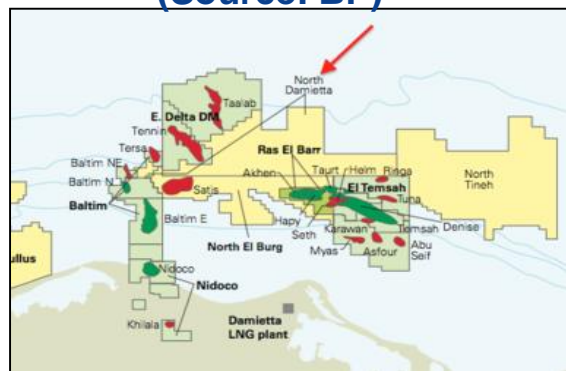 (Source: BP)
North
Damietta
Taalab
E. Delta DM
Tennin
Tersa
Ras El Barr
Baltim NE
Taurt
Helm
Ringa
North
Tineh
Akhen
El Temsah
Baltim N
Satis
Tuna
Baltim
Baltim E
Hapy
Seth
Karawan
Temsah
Denise
North El Burg
Myas
Asfour
Abu
Seif
ullus
Nidoco
Nidoco
Khilala
Damietta
LNG plant